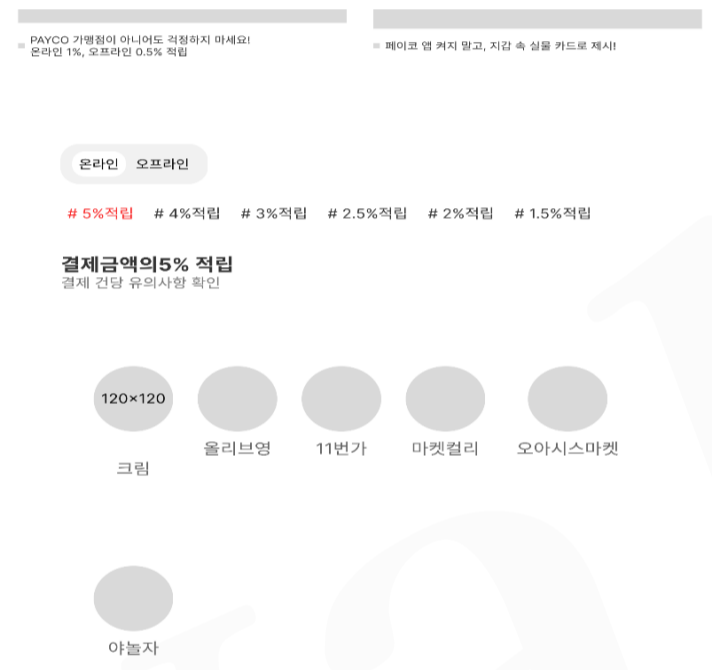 PAYCO 가맹점이 아니어도 걱정하지 마세요!
온라인 1%, 오프라인 0.5% 적립
페이코 앱 켜지 말고, 지갑 속 실물 카드로 제시!
온라인 오프라인
# 5%적립 # 4%적립 # 3%적립 # 2.5%적립 # 2%적립 # 1.5%적립
결제금액의5% 적립
결제 건당 유의사항 확인
120×120
크림
올리브영
11번가
마켓컬리
오아시스마켓
야놀자